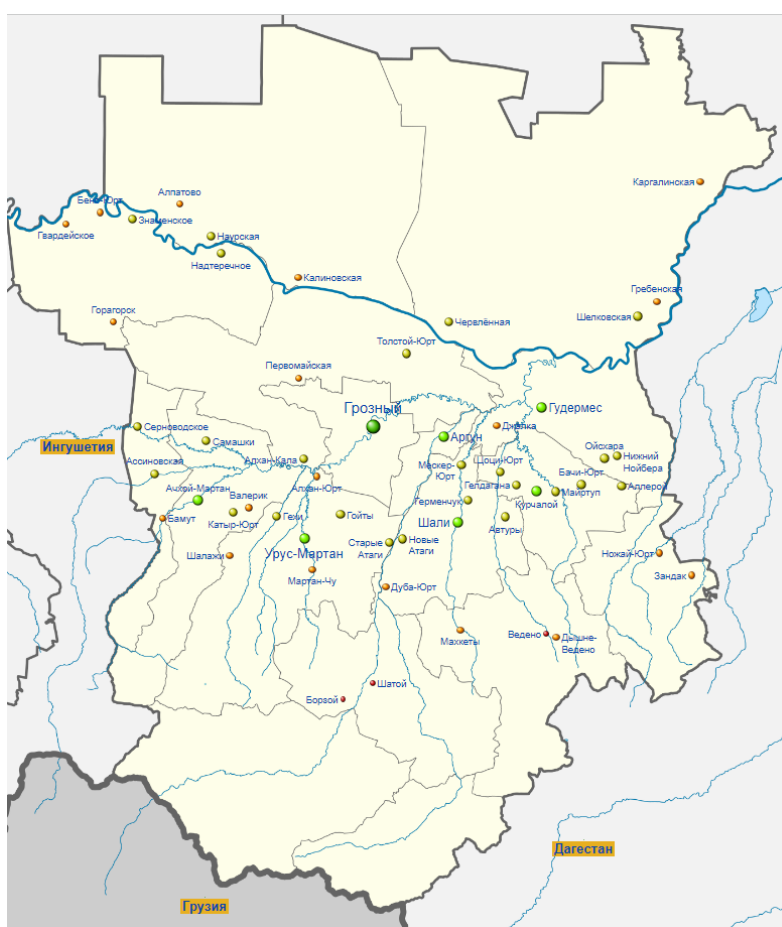 Каргалинская
Алпатово
Бено-Юрт
Знаменское
Гвардейское
Наурская
Надтеречное
Калиновская
Гребенская
Горагорск
Шелковская
Червлённая
Толстой-Юрт
Первомайская
Грозный
Гудермес
Серноводское
Джалка
Самашки
Аргун
Ингушетия
Ойсхара
Нижний
Нойбера
Ассиновская
Алхан-Кала
Мескер-
Юрт
Цоци-Юрт
Бачи-Юрт
Алхан-Юрт
Ачхой-Мартан
Гелдагана
Аллерой
Майртуп
Валерик
Герменчук
Курчалой
Бамут
Катыр-Юрт
Гехи
Гойты
Шали
Автуры
Старые
Атаги
Новые
Атаги
Урус-Мартан
Шалажи
Ножай-Юрт
Мартан-Чу
Зандак
Дуба-Юрт
Махкеты
Ведено
Дышне-
Ведено
Шатой
Борзой
Дагестан
Грузия